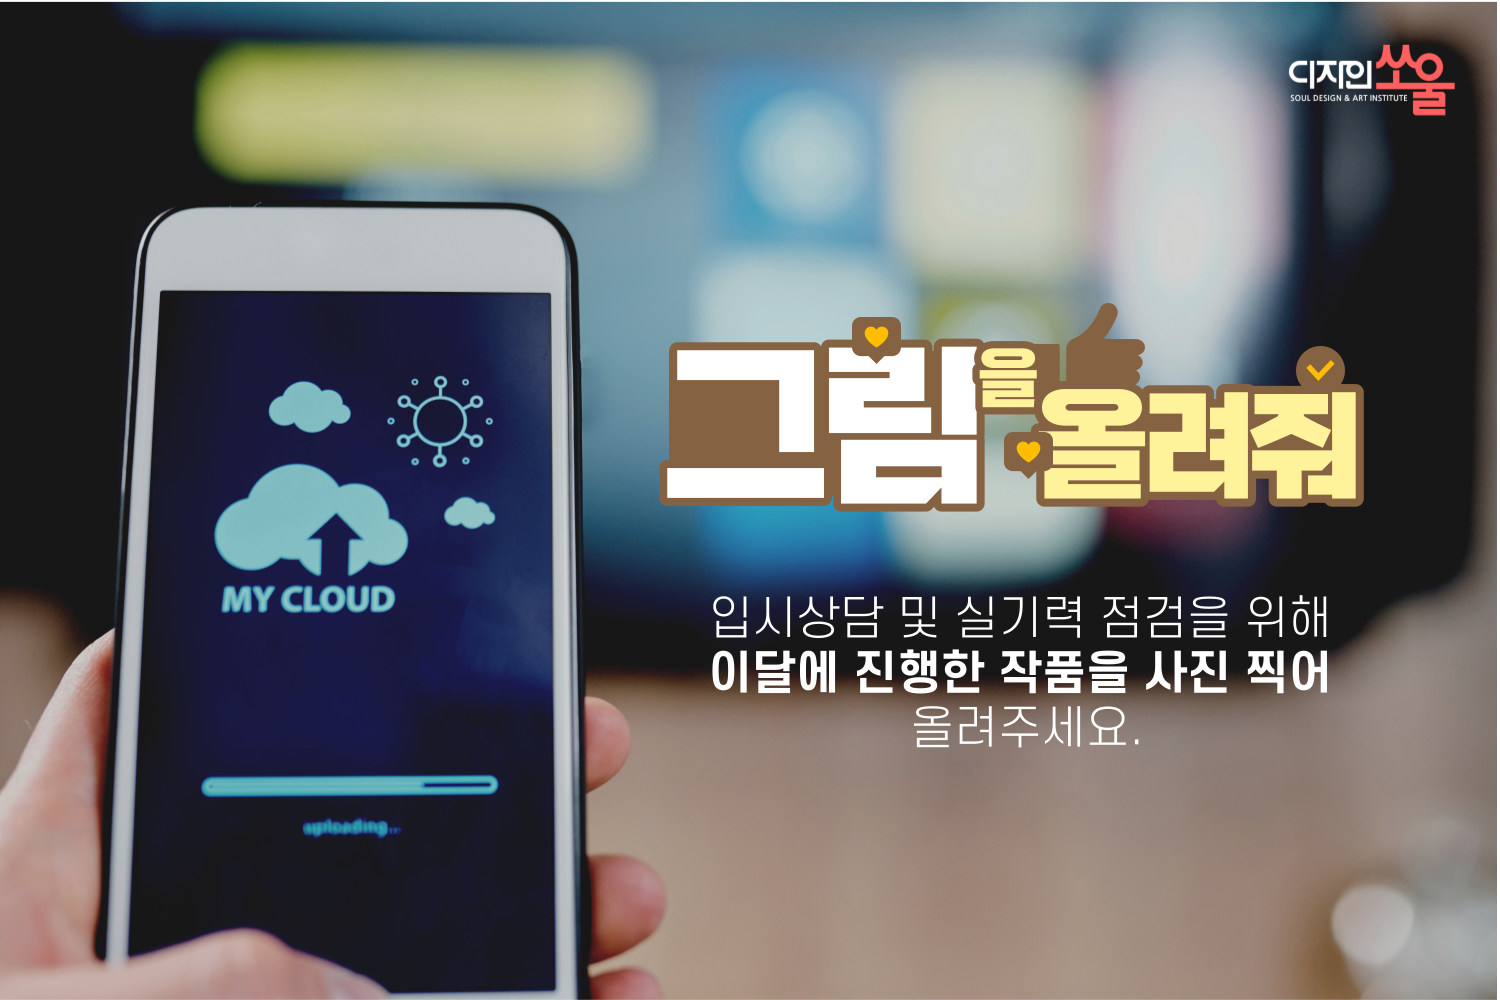 디자인쏘울
SOUL DESIGN & ART INSTITUTE
그림을 올려줘
입시상담 및 실기력 점검을 위해
이달에 진행한 작품을 사진 찍어
올려주세요.
MY CLOUD
uploading...